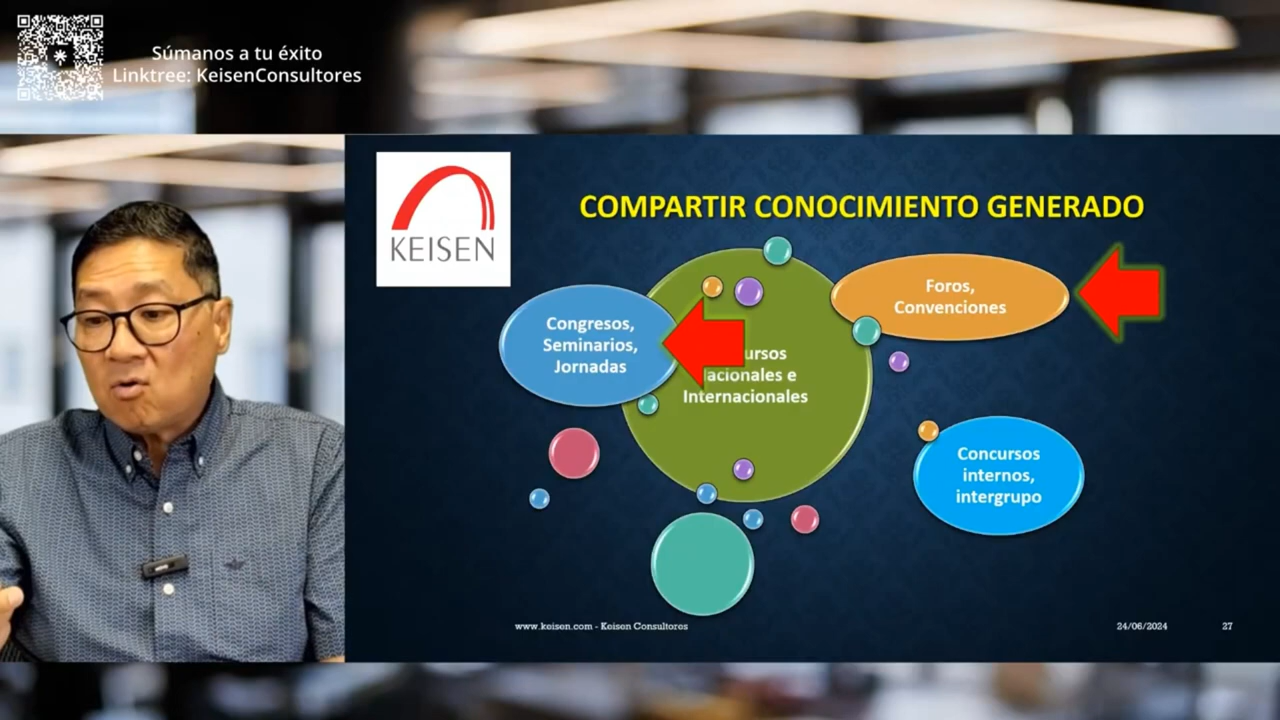 Súmanos a tu éxito
Linktree: KeisenConsultores
KEISEN
COMPARTIR CONOCIMIENTO GENERADO
Foros,
Convenciones
Congresos,
Seminarios,
Jornadas
Internacionales
Concursos
internos,
intergrupo
www.keisen.com - Keisen Consultores
24/06/2024
27